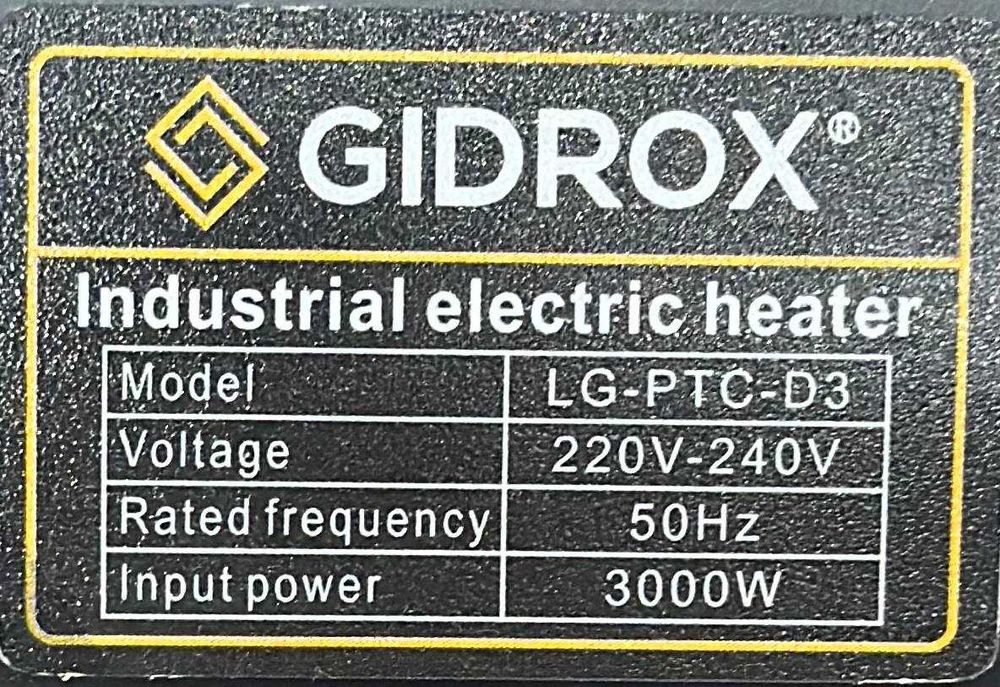 GIDROX®
Industrial electric heater
Model LG-PTC-D3
Voltage 220V-240V
Rated frequency 50Hz
Input power 3000W